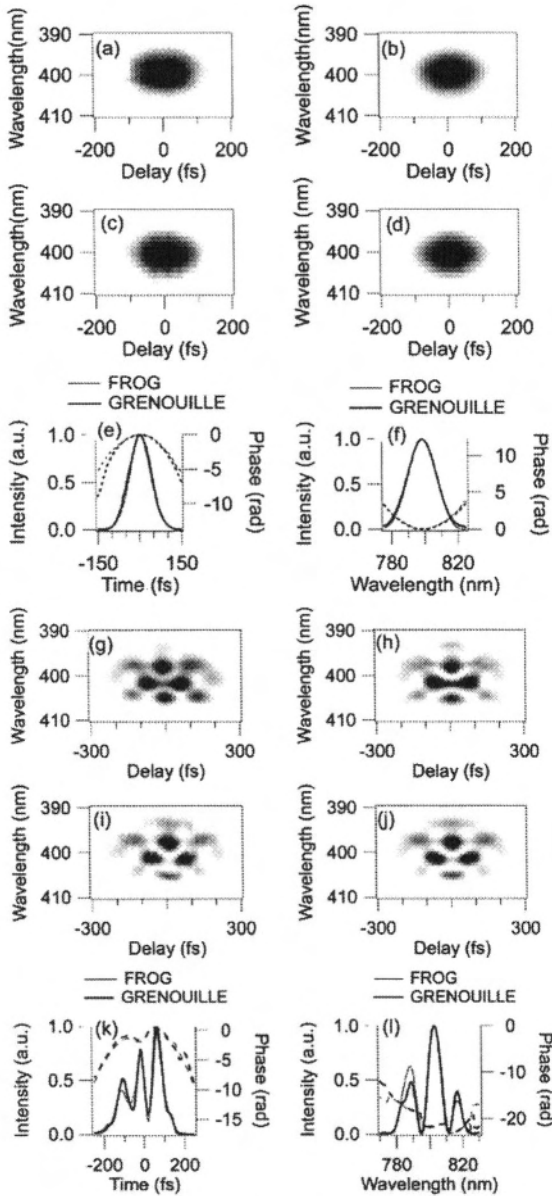 390
(a)
400
410
Wavelength(nm)
-200 0 200
Delay (fs)
390
(b)
400
410
Wavelength(nm)
-200 0 200
Delay (fs)
390
(c)
400
410
Wavelength(nm)
-200 0 200
Delay (fs)
390
(d)
400
410
Wavelength (nm)
-200 0 200
Delay (fs)
FROG
GRENOUILLE
(e)
1.0
0.5
0.0
Intensity (a.u.)
0
-5
-10
Phase (rad)
-150 150
Time (fs)
FROG
GRENOUILLE
(f)
1.0
0.5
0.0
Intensity (a.u.)
10
5
0
Phase (rad)
780 820
Wavelength (nm)
390
(g)
400
410
Wavelength (nm)
-300 300
Delay (fs)
390
(h)
400
410
Wavelength (nm)
-300 300
Delay (fs)
390
(i)
400
410
Wavelength (nm)
-300 300
Delay (fs)
390
(j)
400
410
Wavelength (nm)
-300 300
Delay (fs)
FROG
GRENOUILLE
(k)
1.0
0.5
0.0
Intensity (a.u.)
0
-5
-10
-15
Phase (rad)
-200 0 200
Time (fs)
FROG
GRENOUILLE
(l)
1.0
0.5
0.0
Intensity (a.u.)
0
-10
-20
Phase (rad)
780 820
Wavelength (nm)